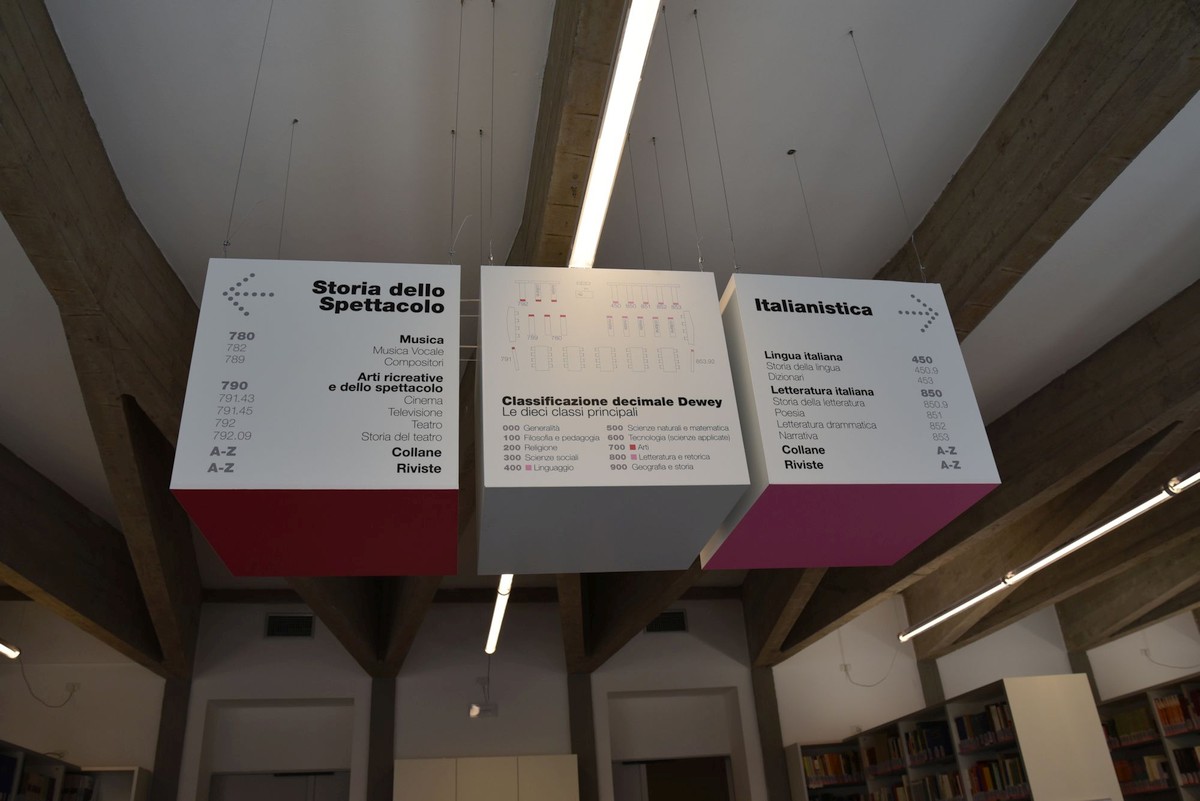 Storia dello
Spettacolo
780 Musica
782 Musica Vocale
789 Compositori
790 Arti ricreative
e dello spettacolo
791.43 Cinema
791.45 Televisione
792 Teatro
792.09 Storia del teatro
A-Z Collane
A-Z Riviste
791
853.92
Classificazione decimale Dewey
Le dieci classi principali
000 Generalità
100 Filosofia e pedagogia
200 Religione
300 Scienze sociali
400 Linguaggio
500 Scienze naturali e matematica
600 Tecnologia (scienze applicate)
700 Arti
800 Letteratura e retorica
900 Geografia e storia
Italianistica
Lingua italiana 450
Storia della lingua 450.9
Dizionari 453
Letteratura italiana 850
Storia della letteratura 850.9
Poesia 851
Letteratura drammatica 852
Narrativa 853
Collane A-Z
Riviste A-Z